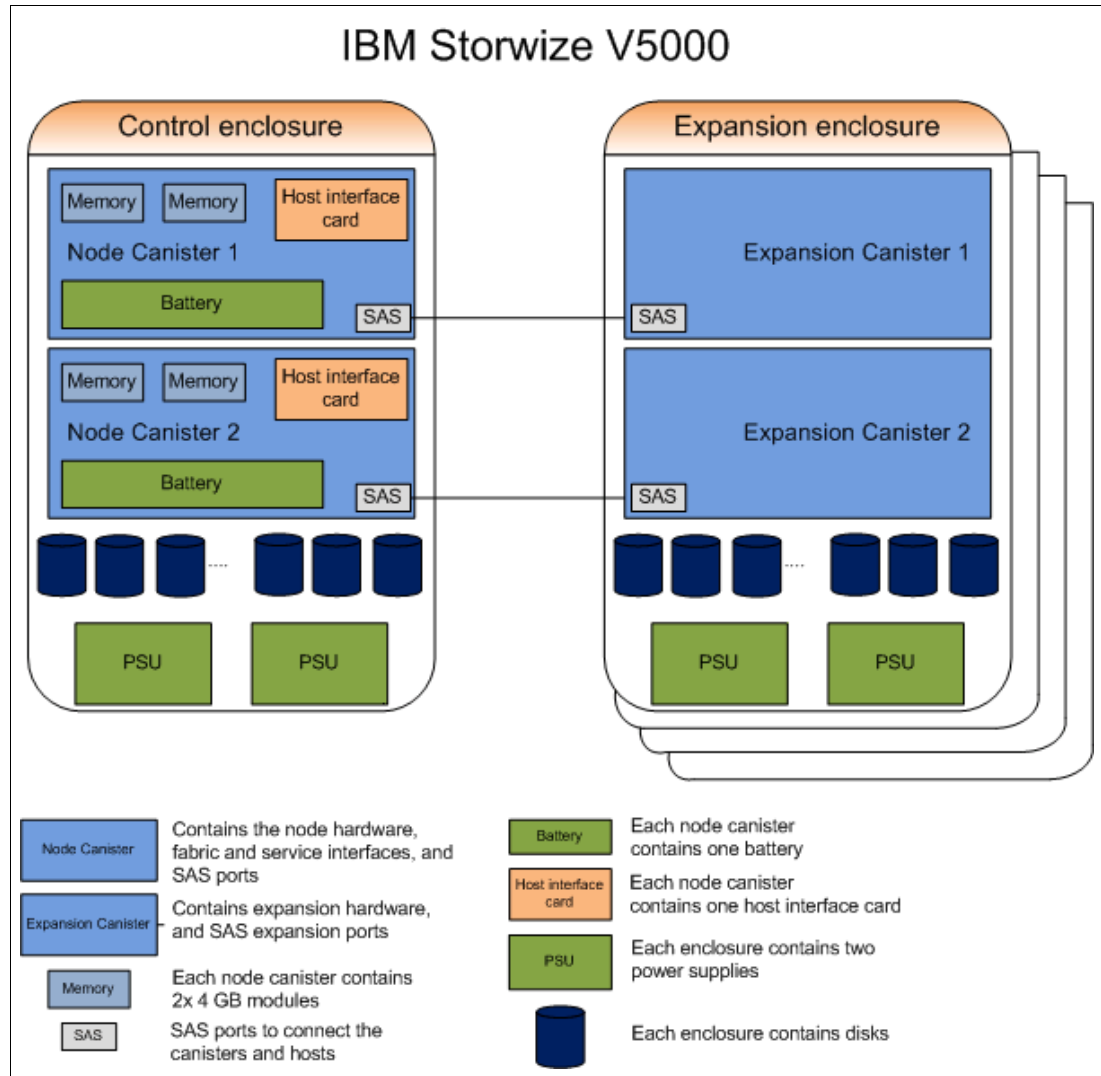 IBM Storwize V5000
Control enclosure
Memory
Memory
Host interface
card
Node Canister 1
Battery
SAS
Memory
Memory
Host interface
card
Node Canister 2
Battery
SAS
....
PSU
PSU
Expansion enclosure
Expansion Canister 1
SAS
Expansion Canister 2
SAS
....
PSU
PSU
Node Canister
Contains the node hardware,
fabric and service interfaces, and
SAS ports
Expansion Canister
Contains expansion hardware,
and SAS expansion ports
Memory
Each node canister contains
2x 4 GB modules
SAS
SAS ports to connect the
canisters and hosts
Battery
Each node canister
contains one battery
Host interface
card
Each node canister
contains one host interface card
PSU
Each enclosure contains two
power supplies
Each enclosure contains disks